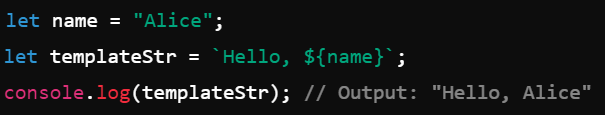 let name = "Alice";
let templateStr = `Hello, ${name}`;
console.log(templateStr); // Output: "Hello, Alice"